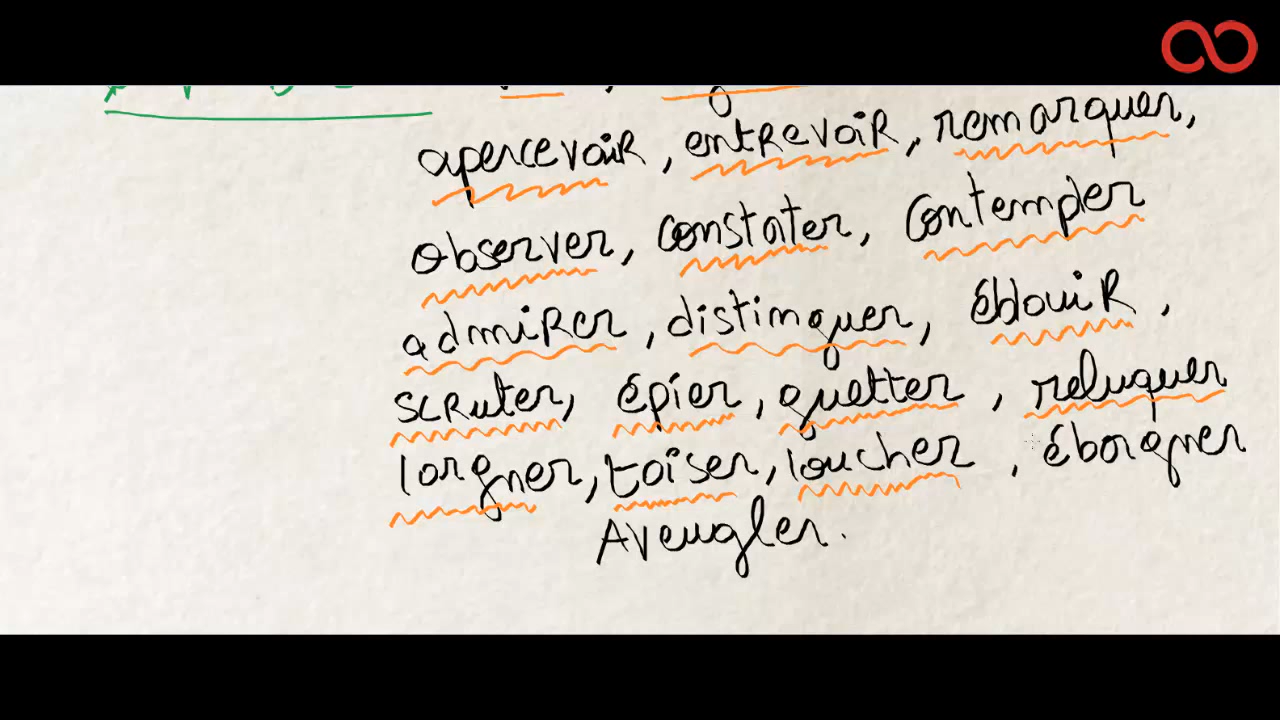 apercevoir, entrevoir, remarquer,
observer, constater, contempler
admirer, distinguer, éblouir,
scruter, épier, guetter, reluquer
lorgner, toiser, loucher, éborgner
Aveugler.